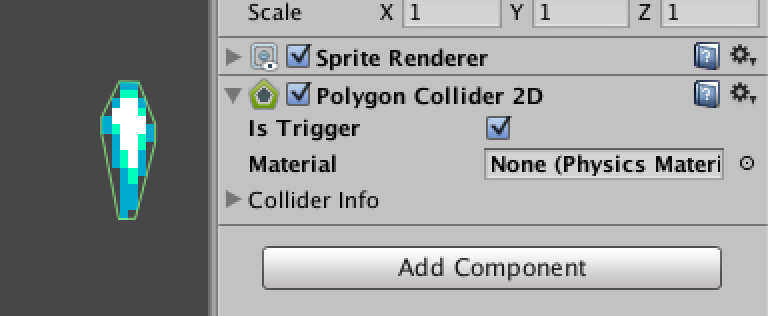 Scale X 1 Y 1 Z 1
Sprite Renderer
Polygon Collider 2D
Is Trigger
Material None (Physics Materi
Collider Info
Add Component